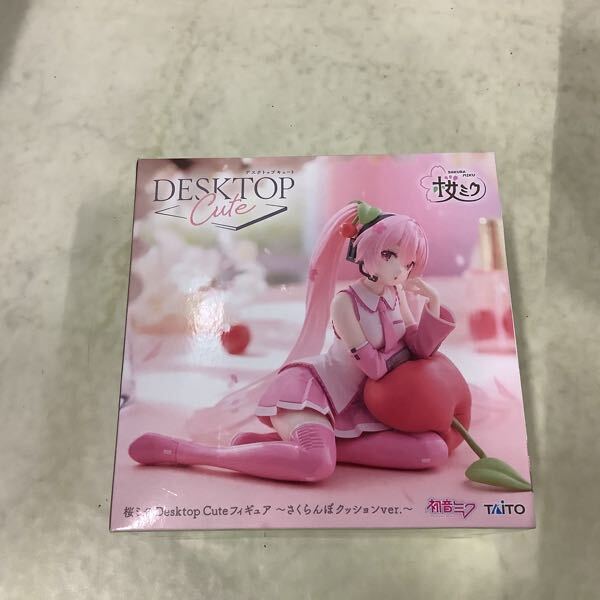 デスクトップキュート
DESKTOP
Cute
SAKURA MIKU
桜ミク
桜ミク Desktop Cuteフィギュア ～さくらんぼクッションver.～
初音ミク
TAITO